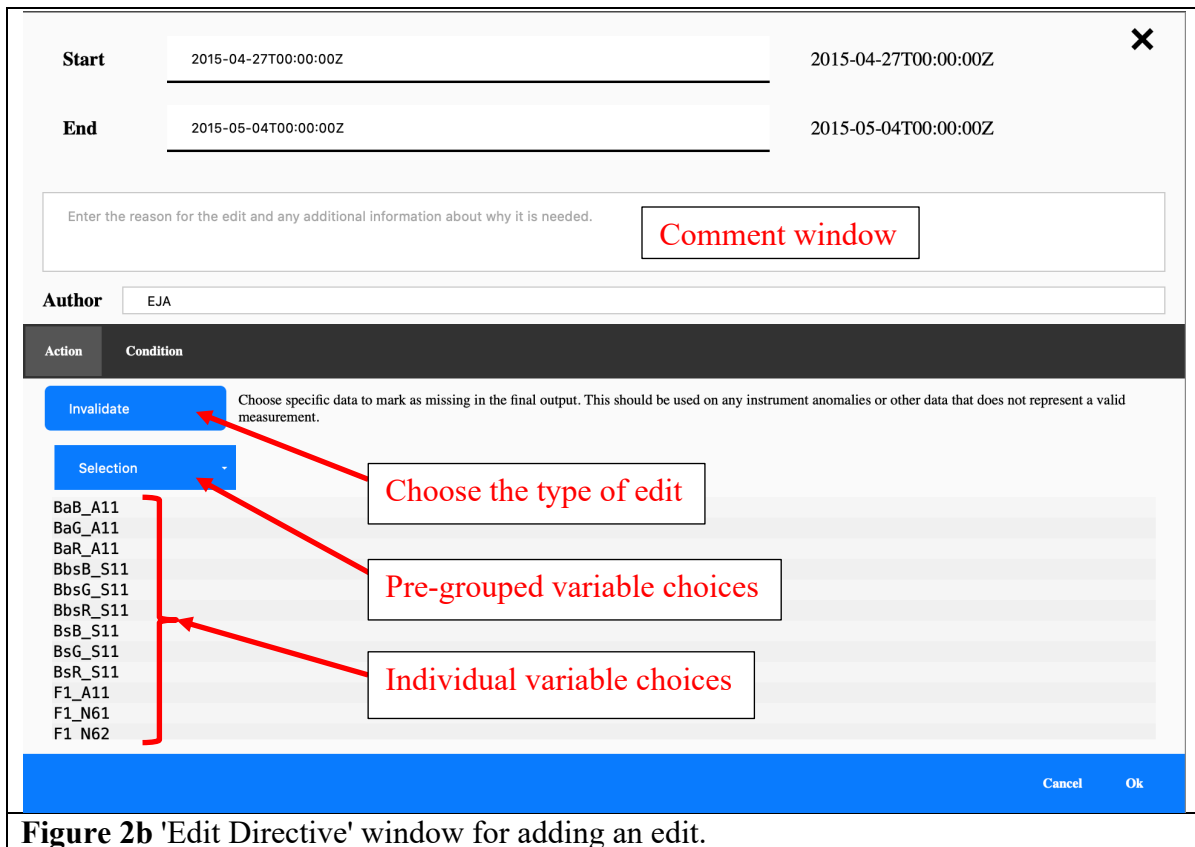 Start 2015-04-27T00:00:00Z 2015-04-27T00:00:00Z
End 2015-05-04T00:00:00Z 2015-05-04T00:00:00Z
Enter the reason for the edit and any additional information about why it is needed.
Comment window
Author EJA
Action Condition
Invalidate
Choose specific data to mark as missing in the final output. This should be used on any instrument anomalies or other data that does not represent a valid
measurement.
Selection
Choose the type of edit
BaB_A11
BaG_A11
BaR_A11
BbsB_S11
Pre-grouped variable choices
BbsG_S11
BbsR_S11
BsB_S11
BsG_S11
BsR_S11
Individual variable choices
F1_A11
F1_N61
F1_N62
Cancel Ok
Figure 2b 'Edit Directive' window for adding an edit.